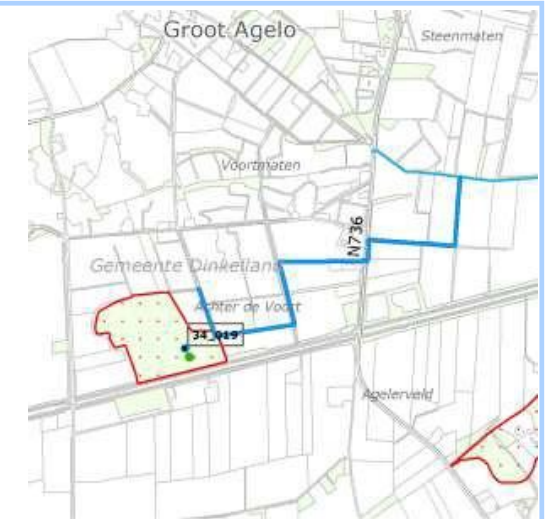 Groot Agelo
Steenmaten
Voortmaten
N736
Gemeente Dinkelland
Achter de Voort
34_019
Agelerveld